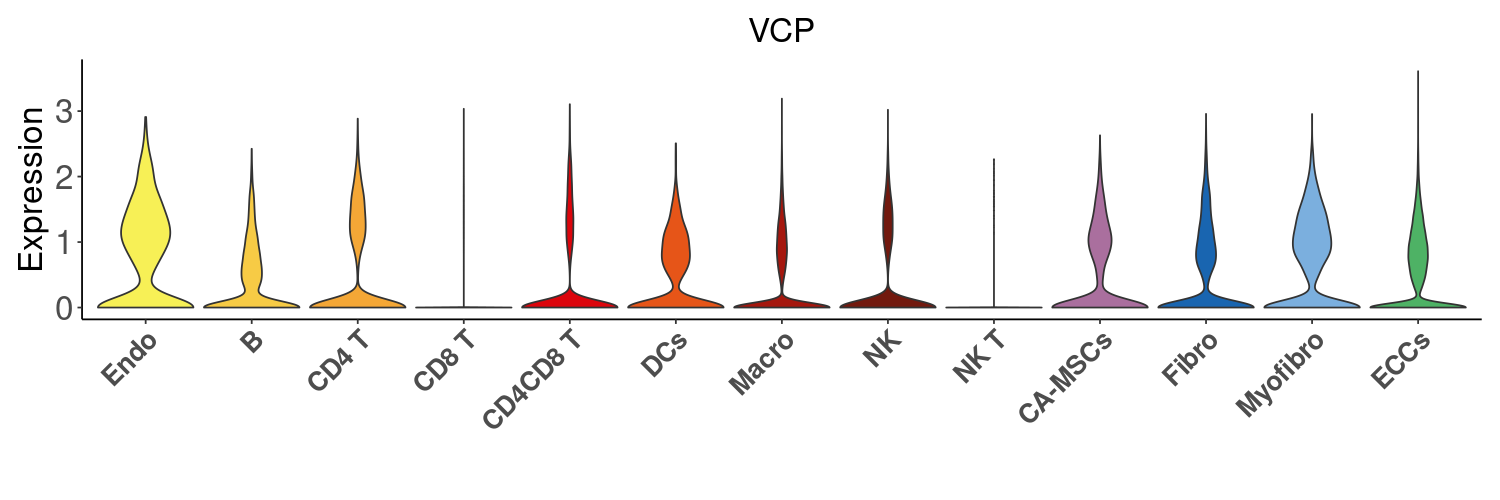 VCP
Expression
3
2
1
0
Endo
B
CD4 T
CD8 T
CD4CD8 T
DCs
Macro
NK
NK T
CA-MSCs
Fibro
Myofibro
ECCs